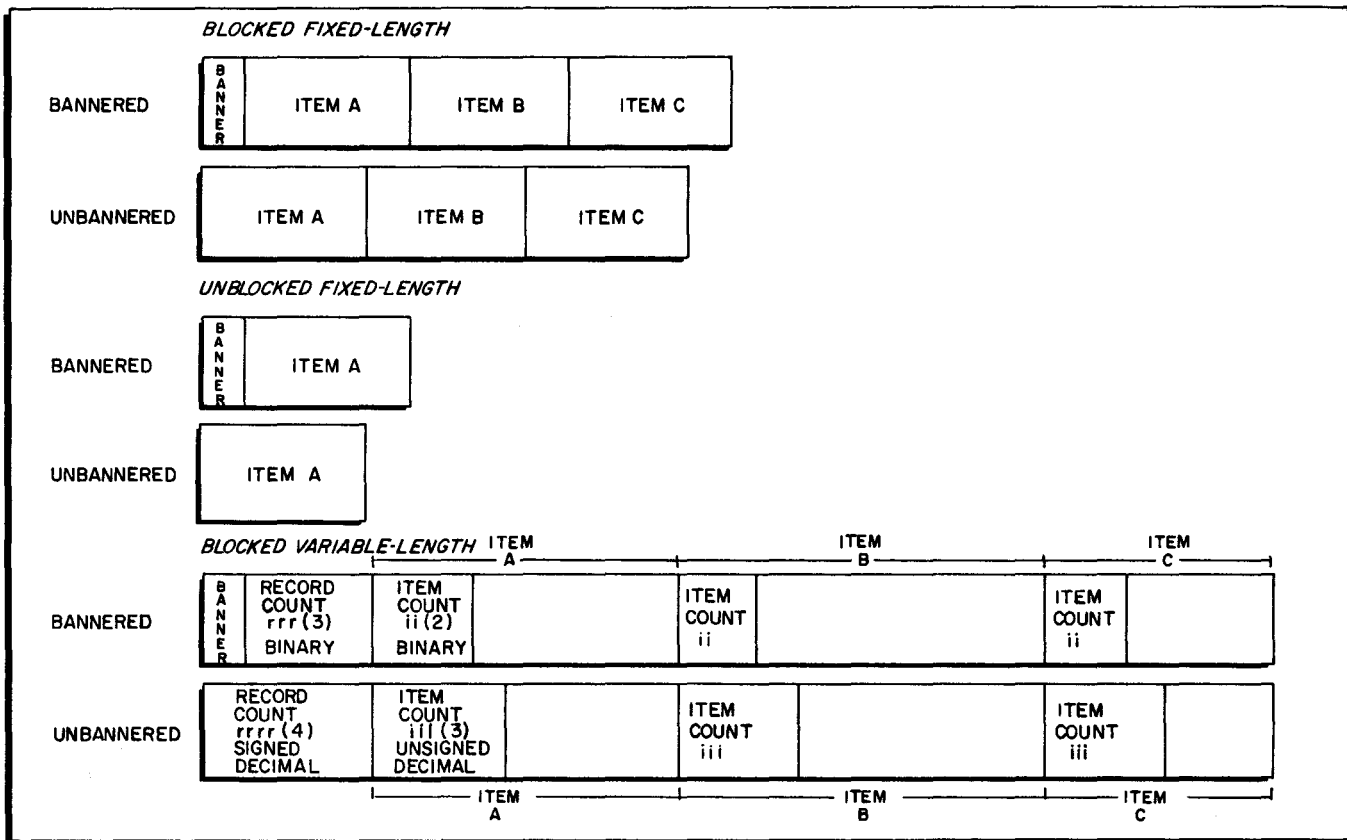 BLOCKED FIXED-LENGTH
BANNERED
BANNER
ITEM A
ITEM B
ITEM C
UNBANNERED
ITEM A
ITEM B
ITEM C
UNBLOCKED FIXED-LENGTH
BANNERED
BANNER
ITEM A
UNBANNERED
ITEM A
BLOCKED VARIABLE-LENGTH
ITEM
A
ITEM
B
ITEM
C
BANNERED
BANNER
RECORD
COUNT
rrr (3)
BINARY
ITEM
COUNT
ii (2)
BINARY
ITEM
COUNT
ii
ITEM
COUNT
ii
UNBANNERED
RECORD
COUNT
rrrr (4)
SIGNED
DECIMAL
ITEM
COUNT
iii (3)
UNSIGNED
DECIMAL
ITEM
COUNT
iii
ITEM
COUNT
iii
ITEM
A
ITEM
B
ITEM
C